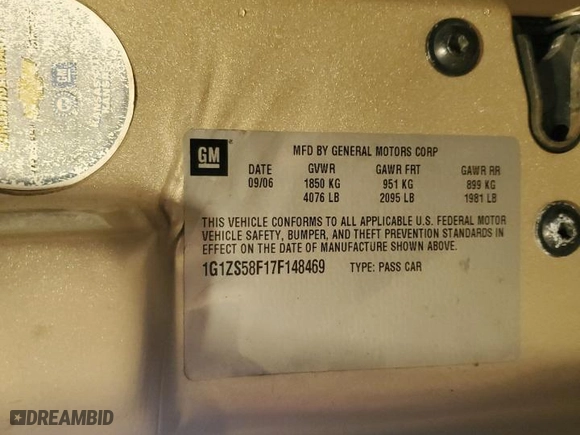 GM
MFD BY GENERAL MOTORS CORP
DATE GVWR GAWR FRT GAWR RR
09/06 1850 KG 951 KG 899 KG
4076 LB 2095 LB 1981 LB
THIS VEHICLE CONFORMS TO ALL APPLICABLE U.S. FEDERAL MOTOR
VEHICLE SAFETY, BUMPER, AND THEFT PREVENTION STANDARDS IN
EFFECT ON THE DATE OF MANUFACTURE SHOWN ABOVE.
1G1ZS58F17F148469 TYPE: PASS CAR
GM
DREAMBID